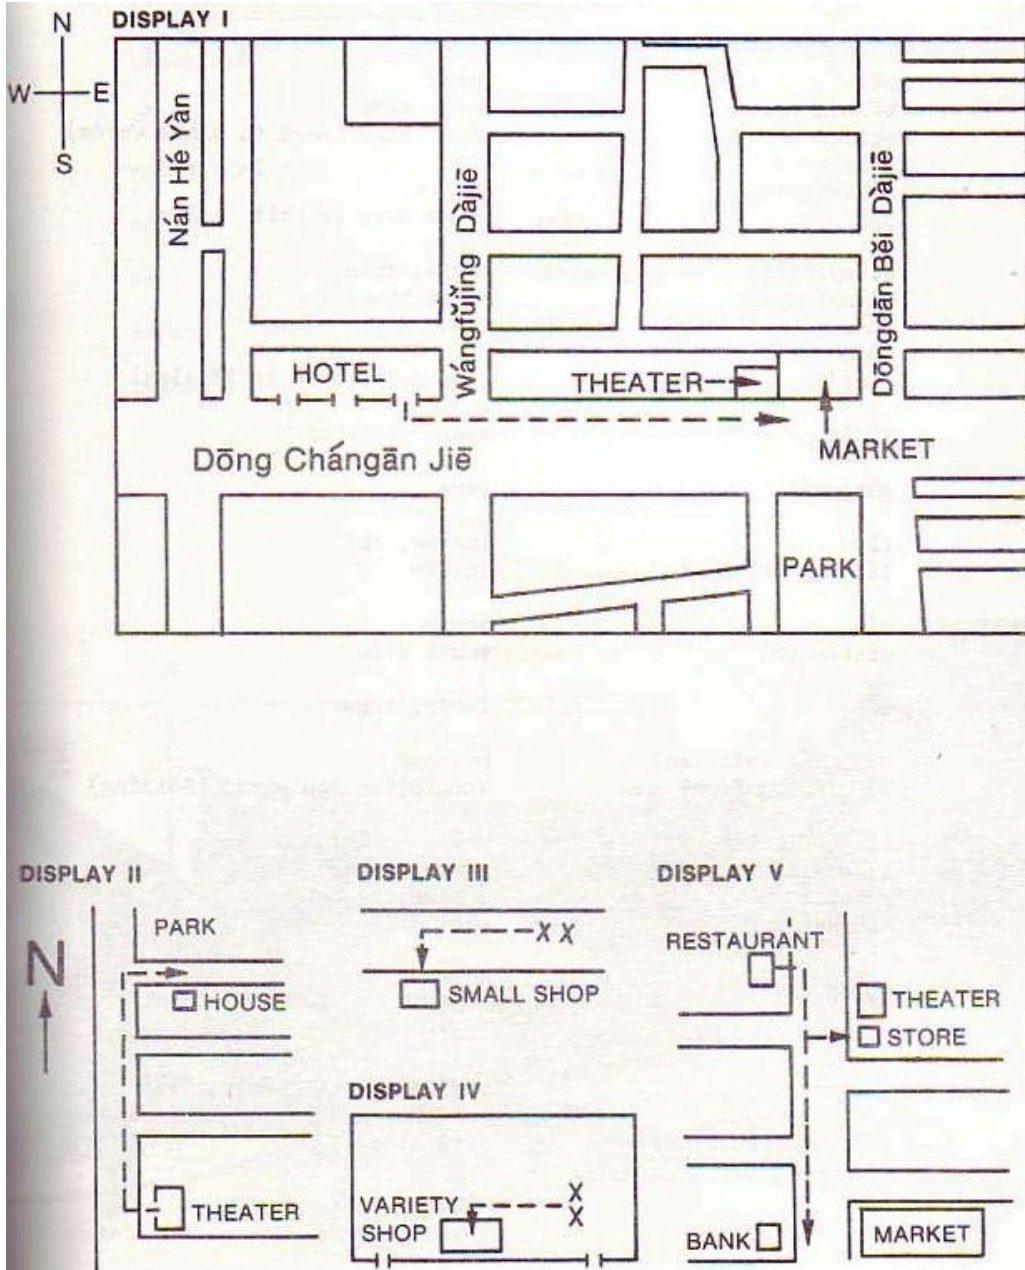 N
DISPLAY I
W E
S
Nán Hé Yàn
Wángfǔjǐng Dàjiē
Dōngdān Běi Dàjiē
HOTEL
THEATER
MARKET
Dōng Chángān Jiē
PARK
DISPLAY II
PARK
N
HOUSE
THEATER
DISPLAY III
X X
SMALL SHOP
DISPLAY IV
VARIETY
SHOP
X
X
DISPLAY V
RESTAURANT
THEATER
STORE
BANK
MARKET